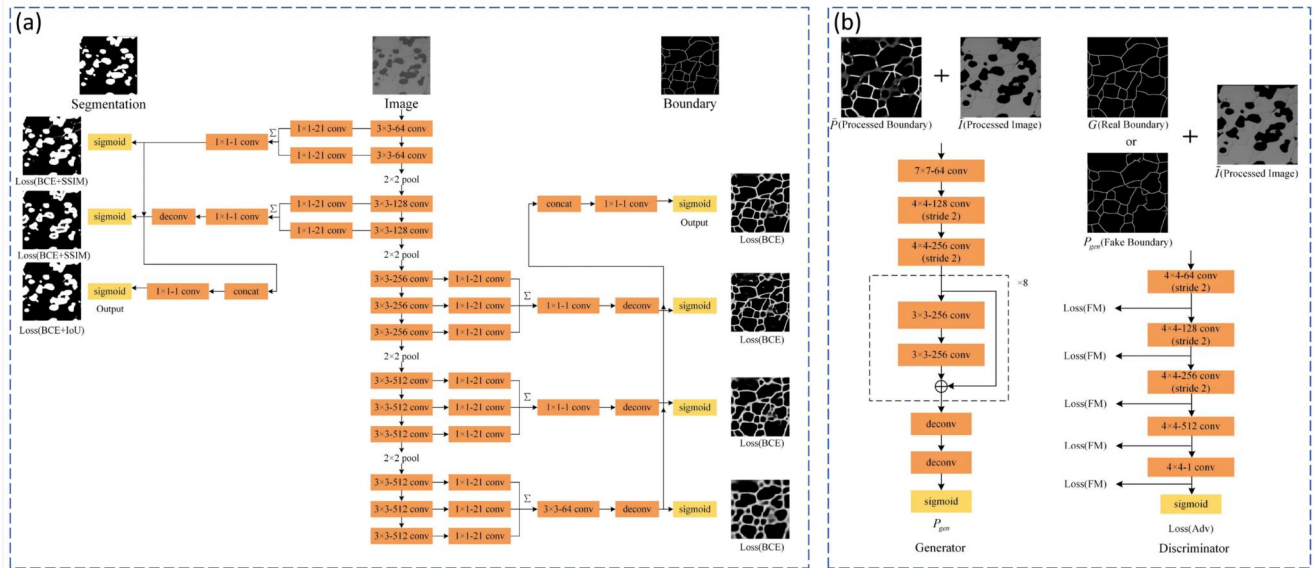 (a)
Segmentation
Image
Boundary
sigmoid
1×1-1 conv
Σ
1×1-21 conv
3×3-64 conv
1×1-21 conv
3×3-64 conv
Loss(BCE+SSIM)
2×2 pool
sigmoid
deconv
1×1-1 conv
Σ
1×1-21 conv
3×3-128 conv
1×1-21 conv
3×3-128 conv
Loss(BCE+SSIM)
2×2 pool
sigmoid
1×1-1 conv
concat
Output
Loss(BCE+IoU)
concat
1×1-1 conv
sigmoid
Output
Loss(BCE)
3×3-256 conv
1×1-21 conv
3×3-256 conv
1×1-21 conv
Σ
1×1-1 conv
deconv
sigmoid
3×3-256 conv
1×1-21 conv
Loss(BCE)
2×2 pool
3×3-512 conv
1×1-21 conv
3×3-512 conv
1×1-21 conv
Σ
1×1-1 conv
deconv
sigmoid
3×3-512 conv
1×1-21 conv
Loss(BCE)
2×2 pool
3×3-512 conv
1×1-21 conv
3×3-512 conv
1×1-21 conv
Σ
3×3-64 conv
deconv
sigmoid
3×3-512 conv
1×1-21 conv
Loss(BCE)
(b)
+
P̄(Processed Boundary)
Ī(Processed Image)
7×7-64 conv
4×4-128 conv
(stride 2)
4×4-256 conv
(stride 2)
×8
3×3-256 conv
3×3-256 conv
deconv
deconv
sigmoid
P_gen
Generator
G(Real Boundary)
or
+
Ī(Processed Image)
P_gen(Fake Boundary)
4×4-64 conv
(stride 2)
Loss(FM)
4×4-128 conv
(stride 2)
Loss(FM)
4×4-256 conv
(stride 2)
Loss(FM)
4×4-512 conv
Loss(FM)
4×4-1 conv
Loss(FM)
sigmoid
Loss(Adv)
Discriminator